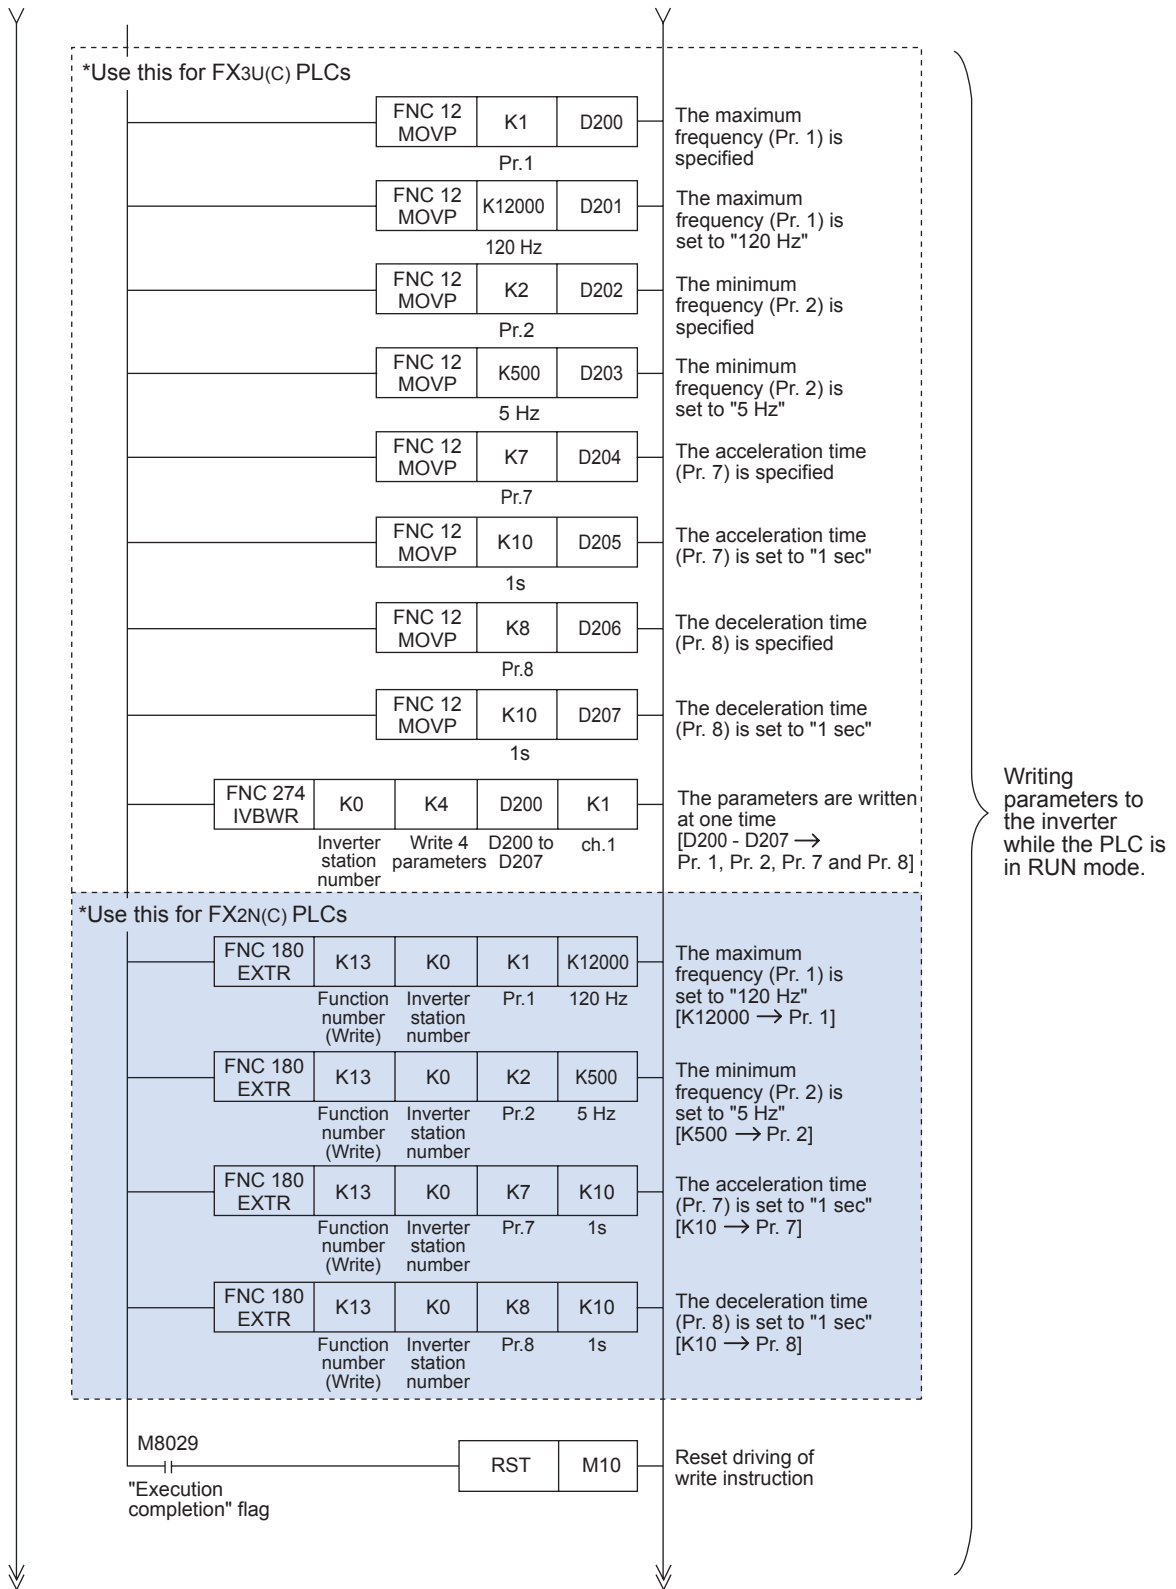 *Use this for FX3U(C) PLCs
FNC 12 MOVP K1 D200
Pr.1
The maximum
frequency (Pr. 1) is
specified
FNC 12 MOVP K12000 D201
120 Hz
The maximum
frequency (Pr. 1) is
set to "120 Hz"
FNC 12 MOVP K2 D202
Pr.2
The minimum
frequency (Pr. 2) is
specified
FNC 12 MOVP K500 D203
5 Hz
The minimum
frequency (Pr. 2) is
set to "5 Hz"
FNC 12 MOVP K7 D204
Pr.7
The acceleration time
(Pr. 7) is specified
FNC 12 MOVP K10 D205
1s
The acceleration time
(Pr. 7) is set to "1 sec"
FNC 12 MOVP K8 D206
Pr.8
The deceleration time
(Pr. 8) is specified
FNC 12 MOVP K10 D207
1s
The deceleration time
(Pr. 8) is set to "1 sec"
FNC 274 IVBWR K0 K4 D200 K1
Inverter station number
Write 4 parameters
D200 to D207
ch.1
The parameters are written
at one time
[D200 - D207 →
Pr. 1, Pr. 2, Pr. 7 and Pr. 8]
*Use this for FX2N(C) PLCs
FNC 180 EXTR K13 K0 K1 K12000
Function number (Write)
Inverter station number
Pr.1
120 Hz
The maximum
frequency (Pr. 1) is
set to "120 Hz"
[K12000 → Pr. 1]
FNC 180 EXTR K13 K0 K2 K500
Function number (Write)
Inverter station number
Pr.2
5 Hz
The minimum
frequency (Pr. 2) is
set to "5 Hz"
[K500 → Pr. 2]
FNC 180 EXTR K13 K0 K7 K10
Function number (Write)
Inverter station number
Pr.7
1s
The acceleration time
(Pr. 7) is set to "1 sec"
[K10 → Pr. 7]
FNC 180 EXTR K13 K0 K8 K10
Function number (Write)
Inverter station number
Pr.8
1s
The deceleration time
(Pr. 8) is set to "1 sec"
[K10 → Pr. 8]
M8029
"Execution
completion" flag
RST M10
Reset driving of
write instruction
Writing
parameters to
the inverter
while the PLC is
in RUN mode.